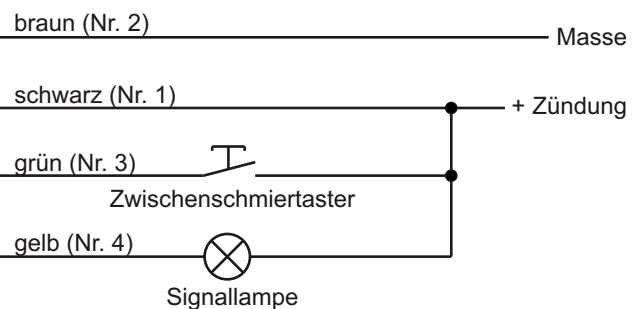 braun (Nr. 2)
Masse
schwarz (Nr. 1)
+ Zündung
grün (Nr. 3)
Zwischenschmiertaster
gelb (Nr. 4)
Signallampe